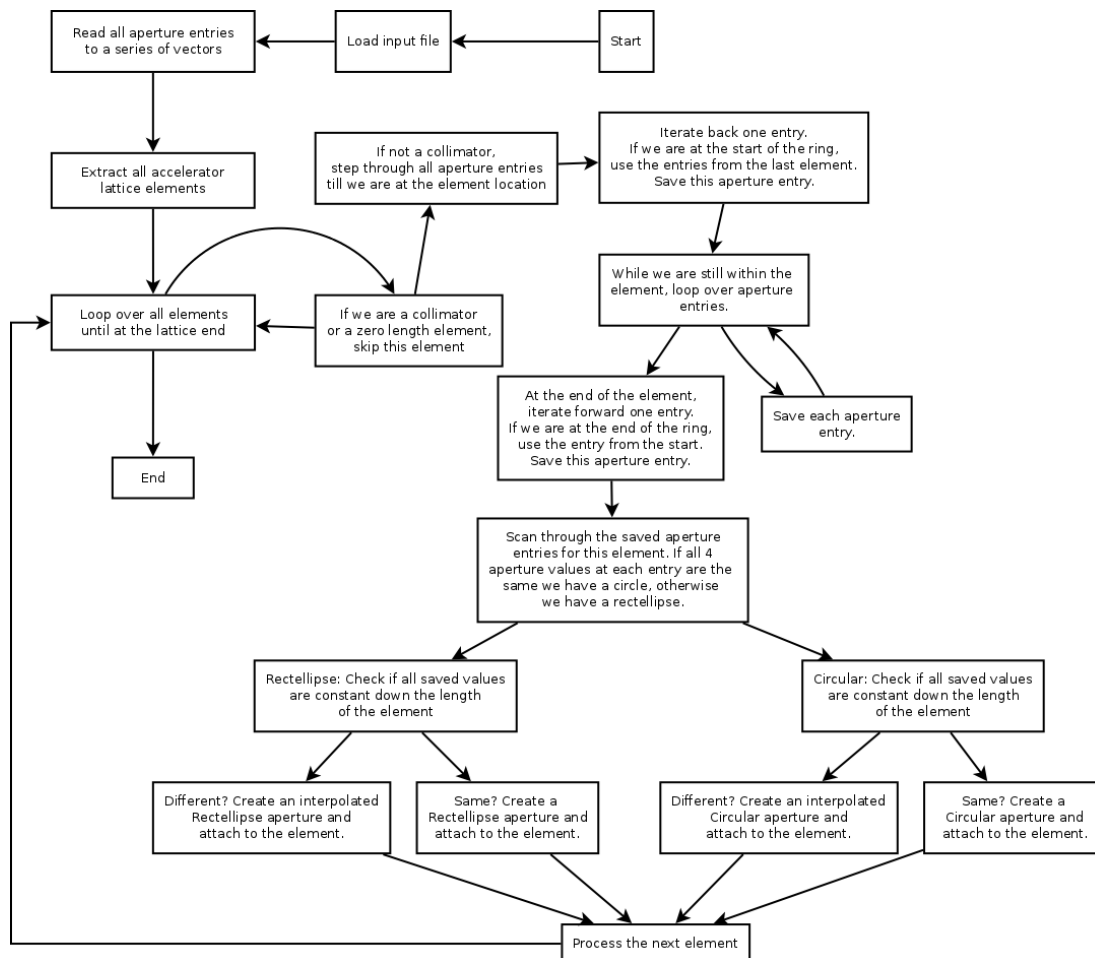 Start
Load input file
Read all aperture entries
to a series of vectors
Extract all accelerator
lattice elements
Loop over all elements
until at the lattice end
End
If we are a collimator
or a zero length element,
skip this element
If not a collimator,
step through all aperture entries
till we are at the element location
Iterate back one entry.
If we are at the start of the ring,
use the entries from the last element.
Save this aperture entry.
While we are still within the
element, loop over aperture
entries.
Save each aperture
entry.
At the end of the element,
iterate forward one entry.
If we are at the end of the ring,
use the entry from the start.
Save this aperture entry.
Scan through the saved aperture
entries for this element. If all 4
aperture values at each entry are the
same we have a circle, otherwise
we have a rectellipse.
Rectellipse: Check if all saved values
are constant down the length
of the element
Circular: Check if all saved values
are constant down the length
of the element
Different? Create an interpolated
Rectellipse aperture and
attach to the element.
Same? Create a
Rectellipse aperture and
attach to the element.
Different? Create an interpolated
Circular aperture and
attach to the element.
Same? Create a
Circular aperture and
attach to the element.
Process the next element